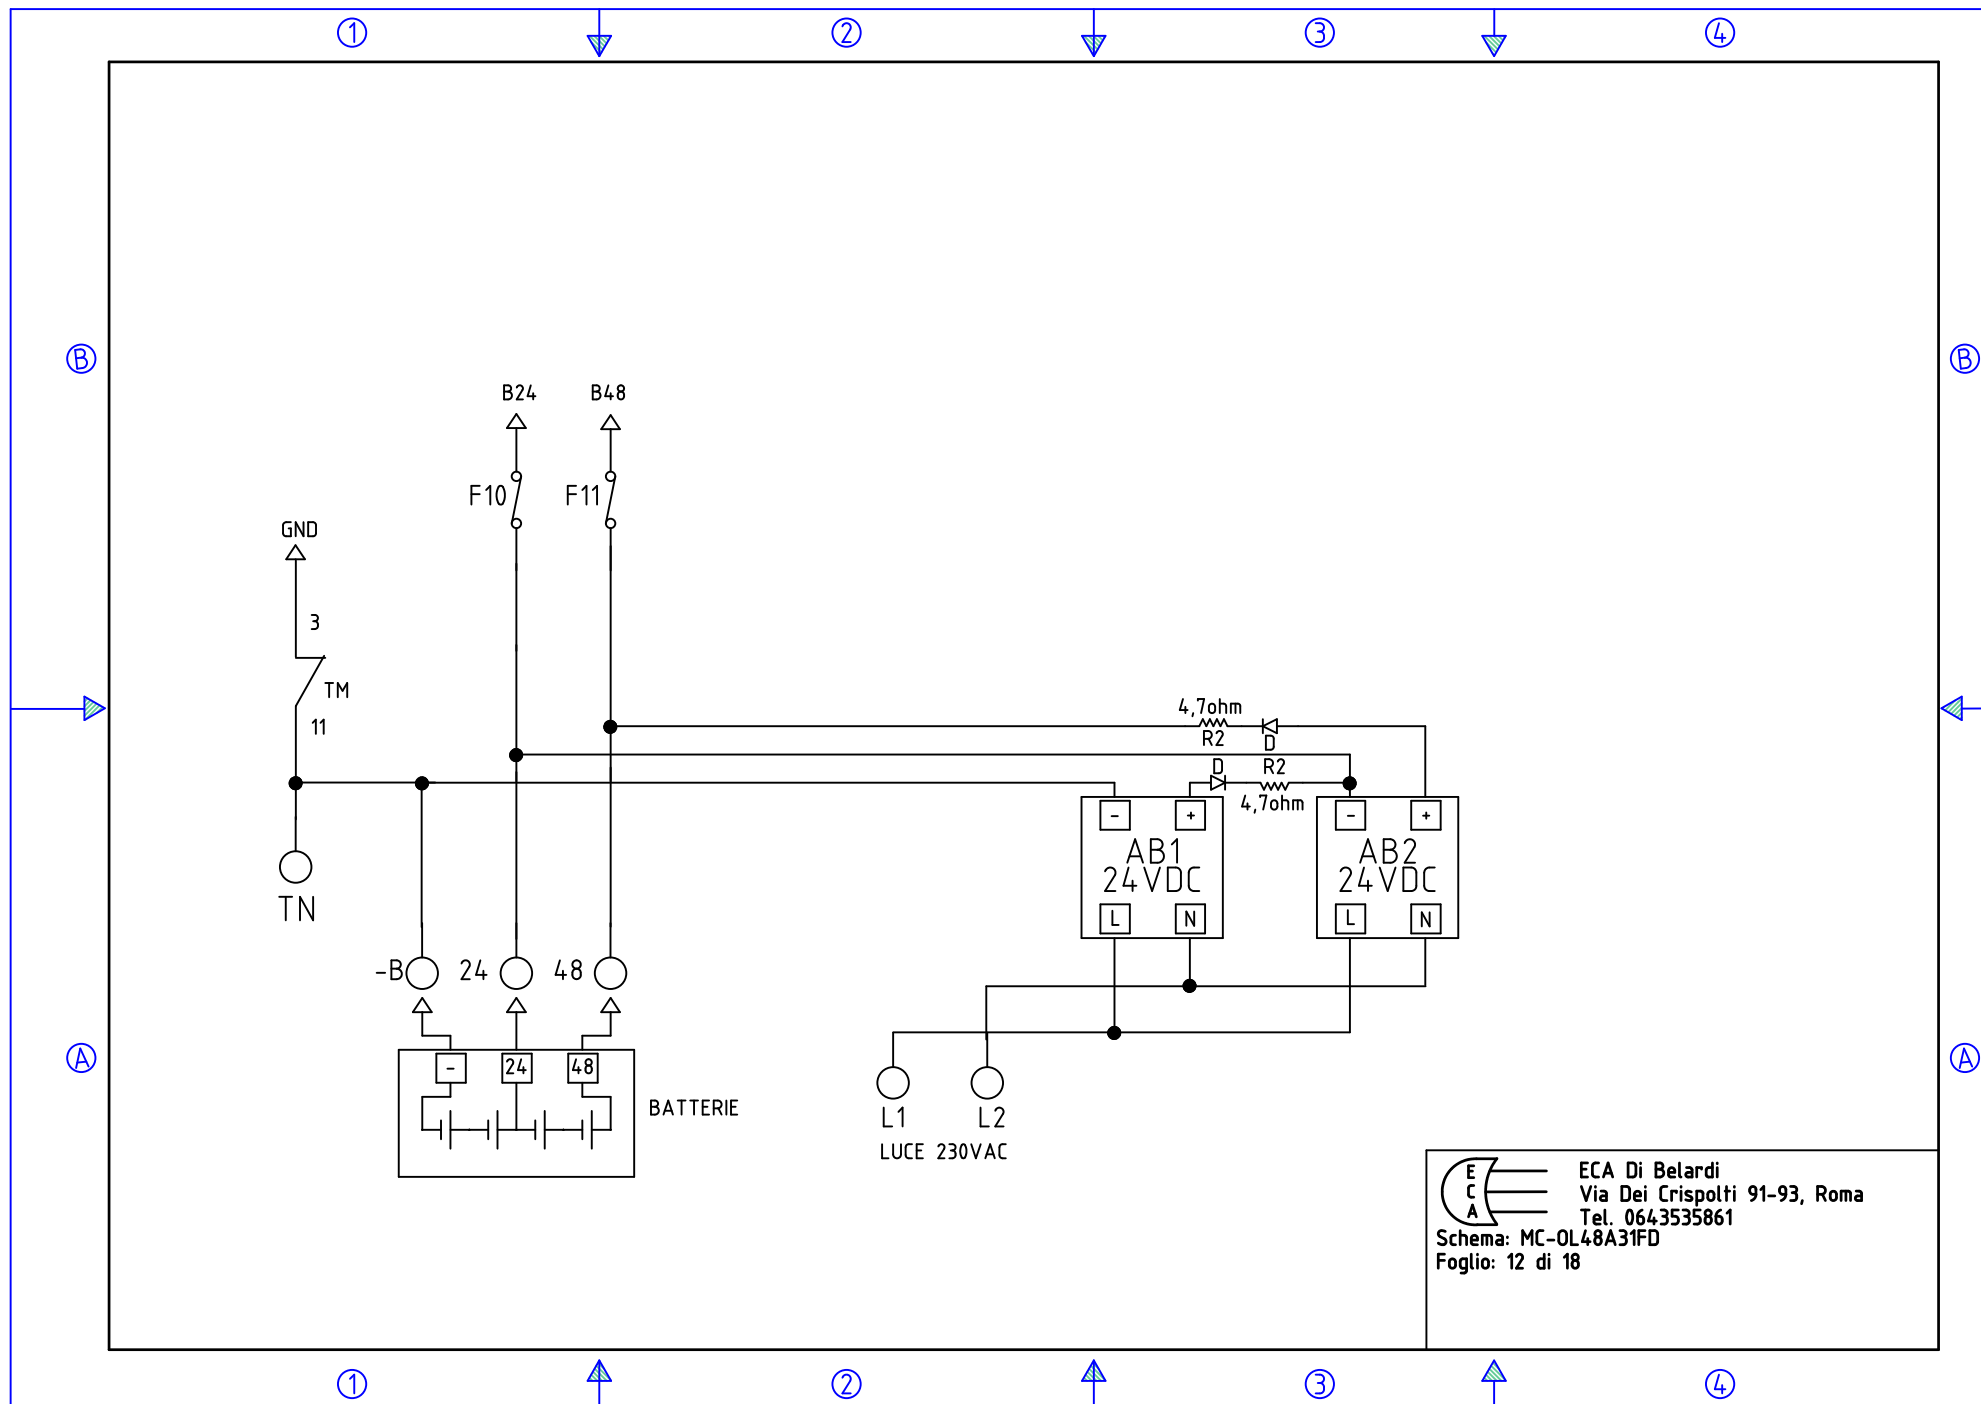 1 2 3 4
B B
B24 B48
F10 F11
GND
3
TM
11
4,7ohm
R2 D
D R2
4,7ohm
- + - +
AB1 AB2
24VDC 24VDC
L N L N
TN
-B 24 48
- 24 48
BATTERIE
A A
L1 L2
LUCE 230VAC
E
C
A
ECA Di Belardi
Via Dei Crispolti 91-93, Roma
Tel. 0643535861
Schema: MC-OL48A31FD
Foglio: 12 di 18
1 2 3 4